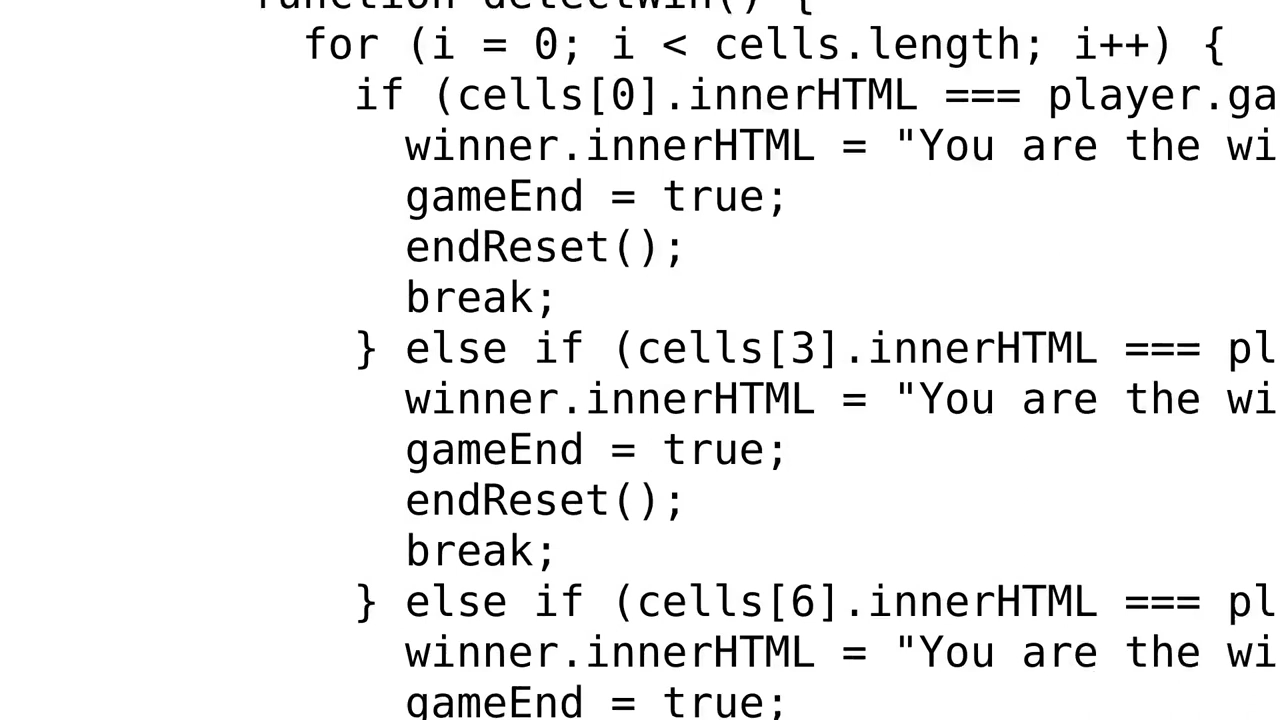 function detectWin() {
for (i = 0; i < cells.length; i++) {
if (cells[0].innerHTML === player.ga
winner.innerHTML = "You are the wi
gameEnd = true;
endReset();
break;
} else if (cells[3].innerHTML === pl
winner.innerHTML = "You are the wi
gameEnd = true;
endReset();
break;
} else if (cells[6].innerHTML === pl
winner.innerHTML = "You are the wi
gameEnd = true;